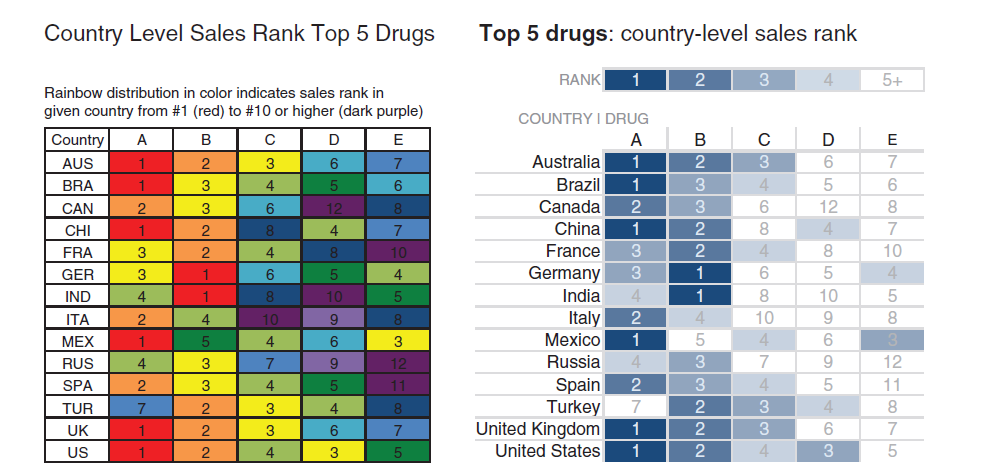 Country Level Sales Rank Top 5 Drugs
Rainbow distribution in color indicates sales rank in
given country from #1 (red) to #10 or higher (dark purple)
Country A B C D E
AUS 1 2 3 6 7
BRA 1 3 4 5 6
CAN 2 3 6 12 8
CHI 1 2 8 4 7
FRA 3 2 4 8 10
GER 3 1 6 5 4
IND 4 1 8 10 5
ITA 2 4 10 9 8
MEX 1 5 4 6 3
RUS 4 3 7 9 12
SPA 2 3 4 5 11
TUR 7 2 3 4 8
UK 1 2 3 6 7
US 1 2 4 3 5
Top 5 drugs: country-level sales rank
RANK 1 2 3 4 5+
COUNTRY | DRUG
A B C D E
Australia 1 2 3 6 7
Brazil 1 3 4 5 6
Canada 2 3 6 12 8
China 1 2 8 4 7
France 3 2 4 8 10
Germany 3 1 6 5 4
India 4 1 8 10 5
Italy 2 4 10 9 8
Mexico 1 5 4 6 3
Russia 4 3 7 9 12
Spain 2 3 4 5 11
Turkey 7 2 3 4 8
United Kingdom 1 2 3 6 7
United States 1 2 4 3 5